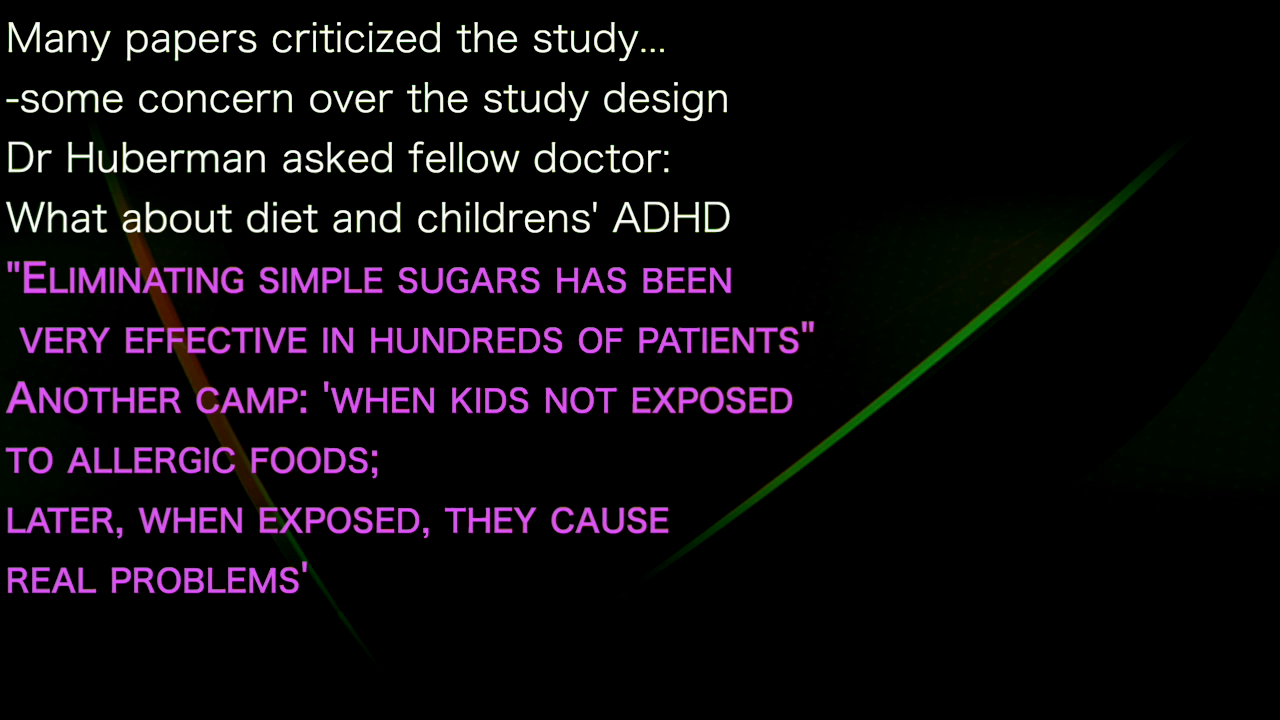 Many papers criticized the study...
-some concern over the study design
Dr Huberman asked fellow doctor:
What about diet and childrens' ADHD
"Eliminating simple sugars has been
very effective in hundreds of patients"
Another camp: 'when kids not exposed
to allergic foods;
later, when exposed, they cause
real problems'